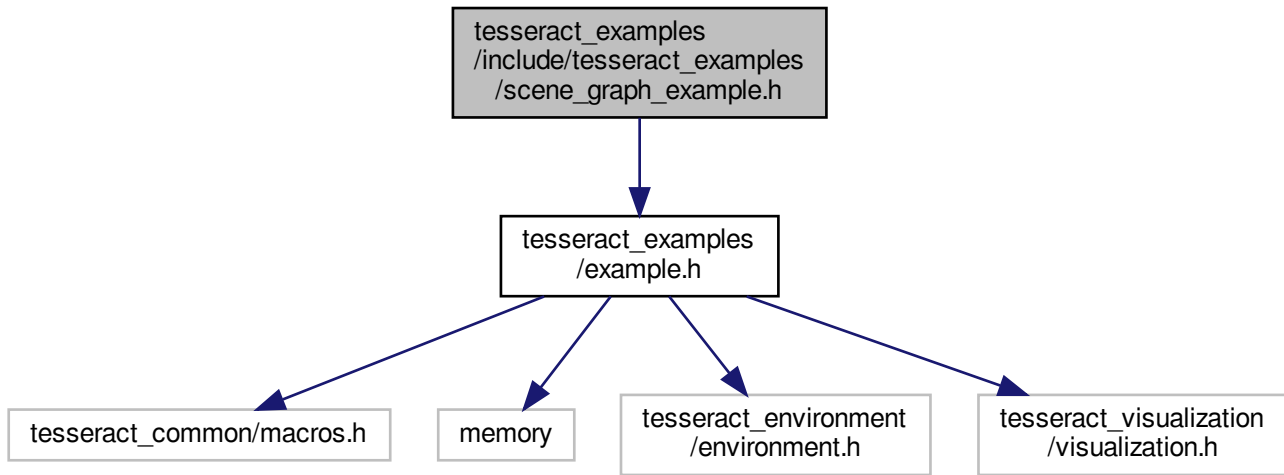 tesseract_examples
/include/tesseract_examples
/scene_graph_example.h
tesseract_examples
/example.h
tesseract_common/macros.h
memory
tesseract_environment
/environment.h
tesseract_visualization
/visualization.h